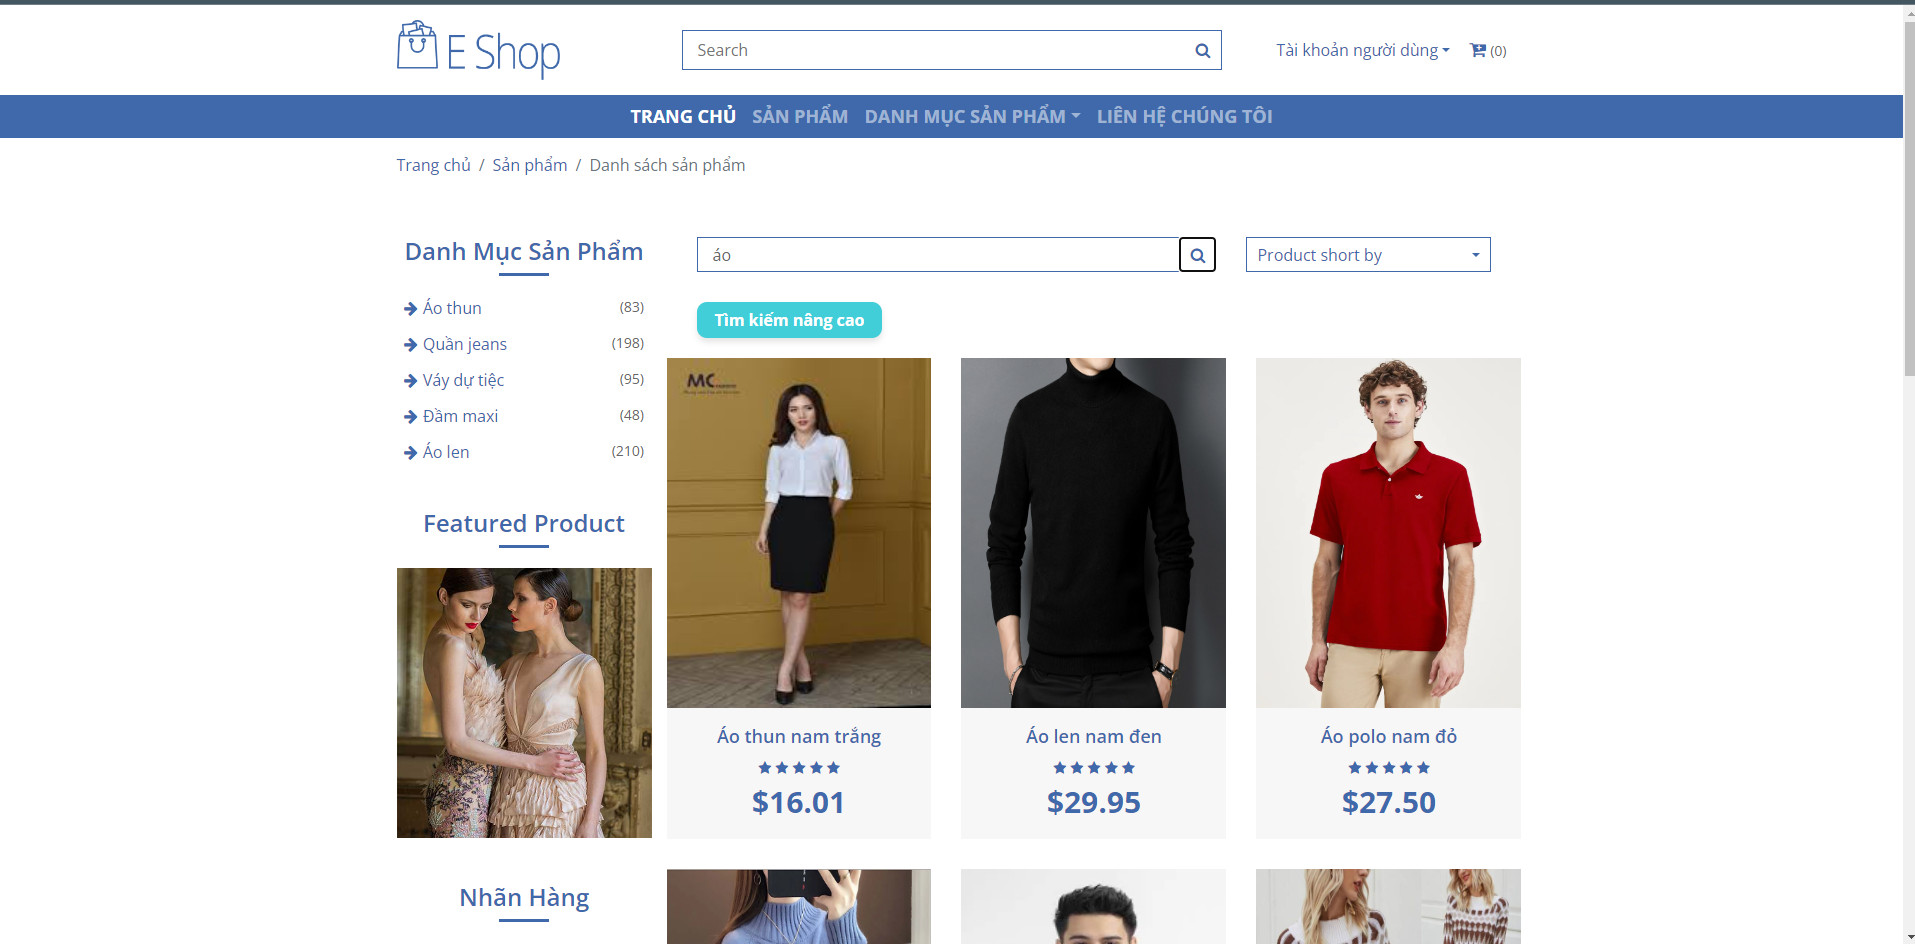 E Shop
Search
Tài khoản người dùng
(0)
TRANG CHỦ
SẢN PHẨM
DANH MỤC SẢN PHẨM
LIÊN HỆ CHÚNG TÔI
Trang chủ / Sản phẩm / Danh sách sản phẩm
Danh Mục Sản Phẩm
Áo thun (83)
Quần jeans (198)
Váy dự tiệc (95)
Đầm maxi (48)
Áo len (210)
Featured Product
Nhãn Hàng
áo
Product short by
Tìm kiếm nâng cao
MC
Áo thun nam trắng
$16.01
Áo len nam đen
$29.95
Áo polo nam đỏ
$27.50